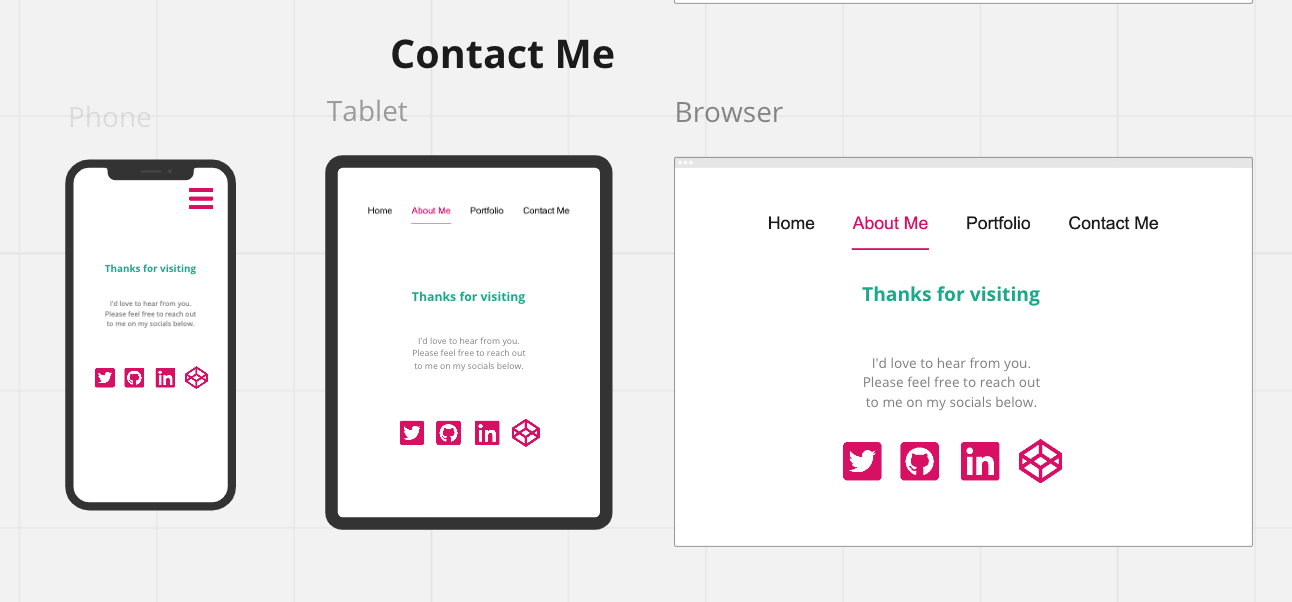 Contact Me
Phone
Tablet
Browser
Thanks for visiting
I'd love to hear from you.
Please feel free to reach out
to me on my socials below.
in
Home About Me Portfolio Contact Me
Thanks for visiting
I'd love to hear from you.
Please feel free to reach out
to me on my socials below.
in
Home About Me Portfolio Contact Me
Thanks for visiting
I'd love to hear from you.
Please feel free to reach out
to me on my socials below.
in